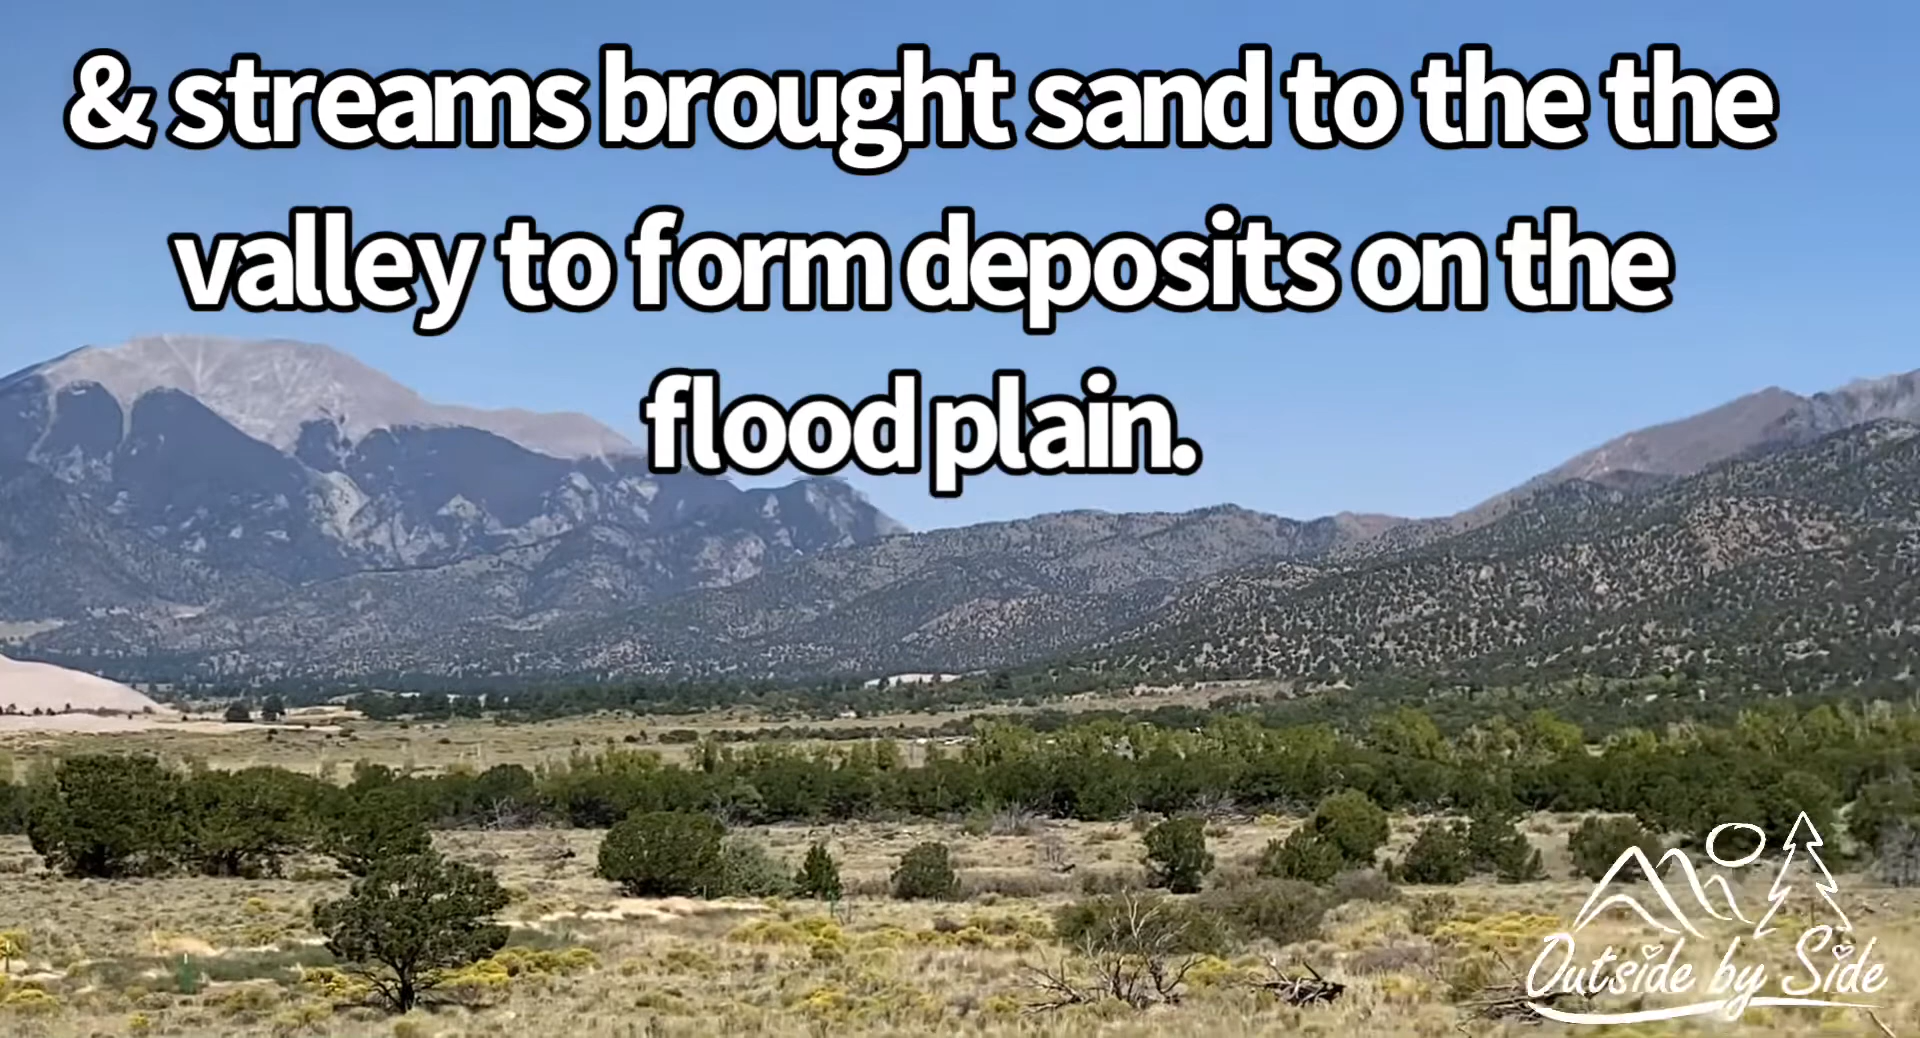 & streams brought sand to the the
valley to form deposits on the
flood plain.
Outside by Side